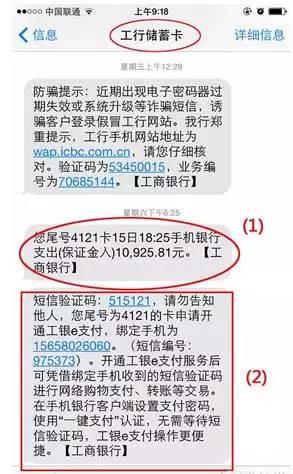 中国联通 上午9:18
信息 工行储蓄卡 详细信息
星期三上午12:29
防骗提示：近期出现电子密码器过
期失效或系统升级等诈骗短信，诱
骗客户登录假冒工行网站。我行郑
重提示，工行手机网站地址为
wap.icbc.com.cn，请您仔细核
对。验证码为53450015，业务编
号为70685144。【工商银行】
星期六下午6:25
您尾号4121卡15日18:25手机银行
支出(保证金入)10,925.81元。【工
商银行】
(1)
短信验证码：515121，请勿告知
他人，您尾号为4121的卡申请开
通工银e支付，绑定手机为
15658026060。（短信编号：
975373）。开通工银e支付服务后
可凭借绑定手机收到的短信验证码
进行网络购物支付、转账等交易。
在手机银行客户端设置支付密码，
使用“一键支付”认证，无需等待短
信验证码，工银e支付操作更便
捷。【工商银行】
(2)